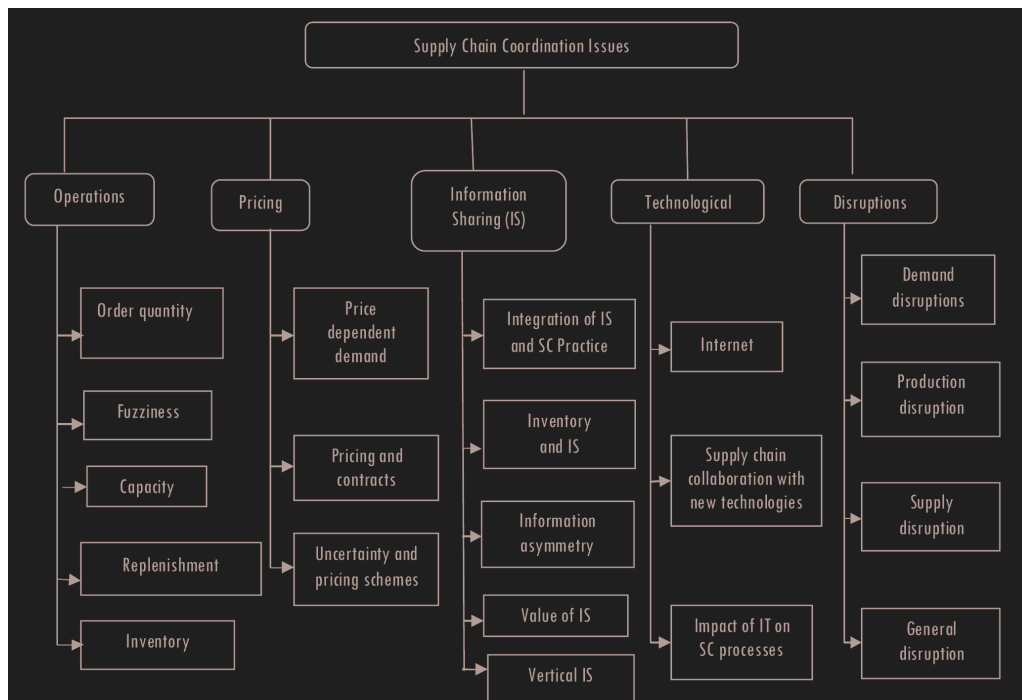 Supply Chain Coordination Issues
Operations
Order quantity
Fuzziness
Capacity
Replenishment
Inventory
Pricing
Price
dependent
demand
Pricing and
contracts
Uncertainty and
pricing schemes
Information
Sharing (IS)
Integration of IS
and SC Practice
Inventory
and IS
Information
asymmetry
Value of IS
Vertical IS
Technological
Internet
Supply chain
collaboration with
new technologies
Impact of IT on
SC processes
Disruptions
Demand
disruptions
Production
disruption
Supply
disruption
General
disruption